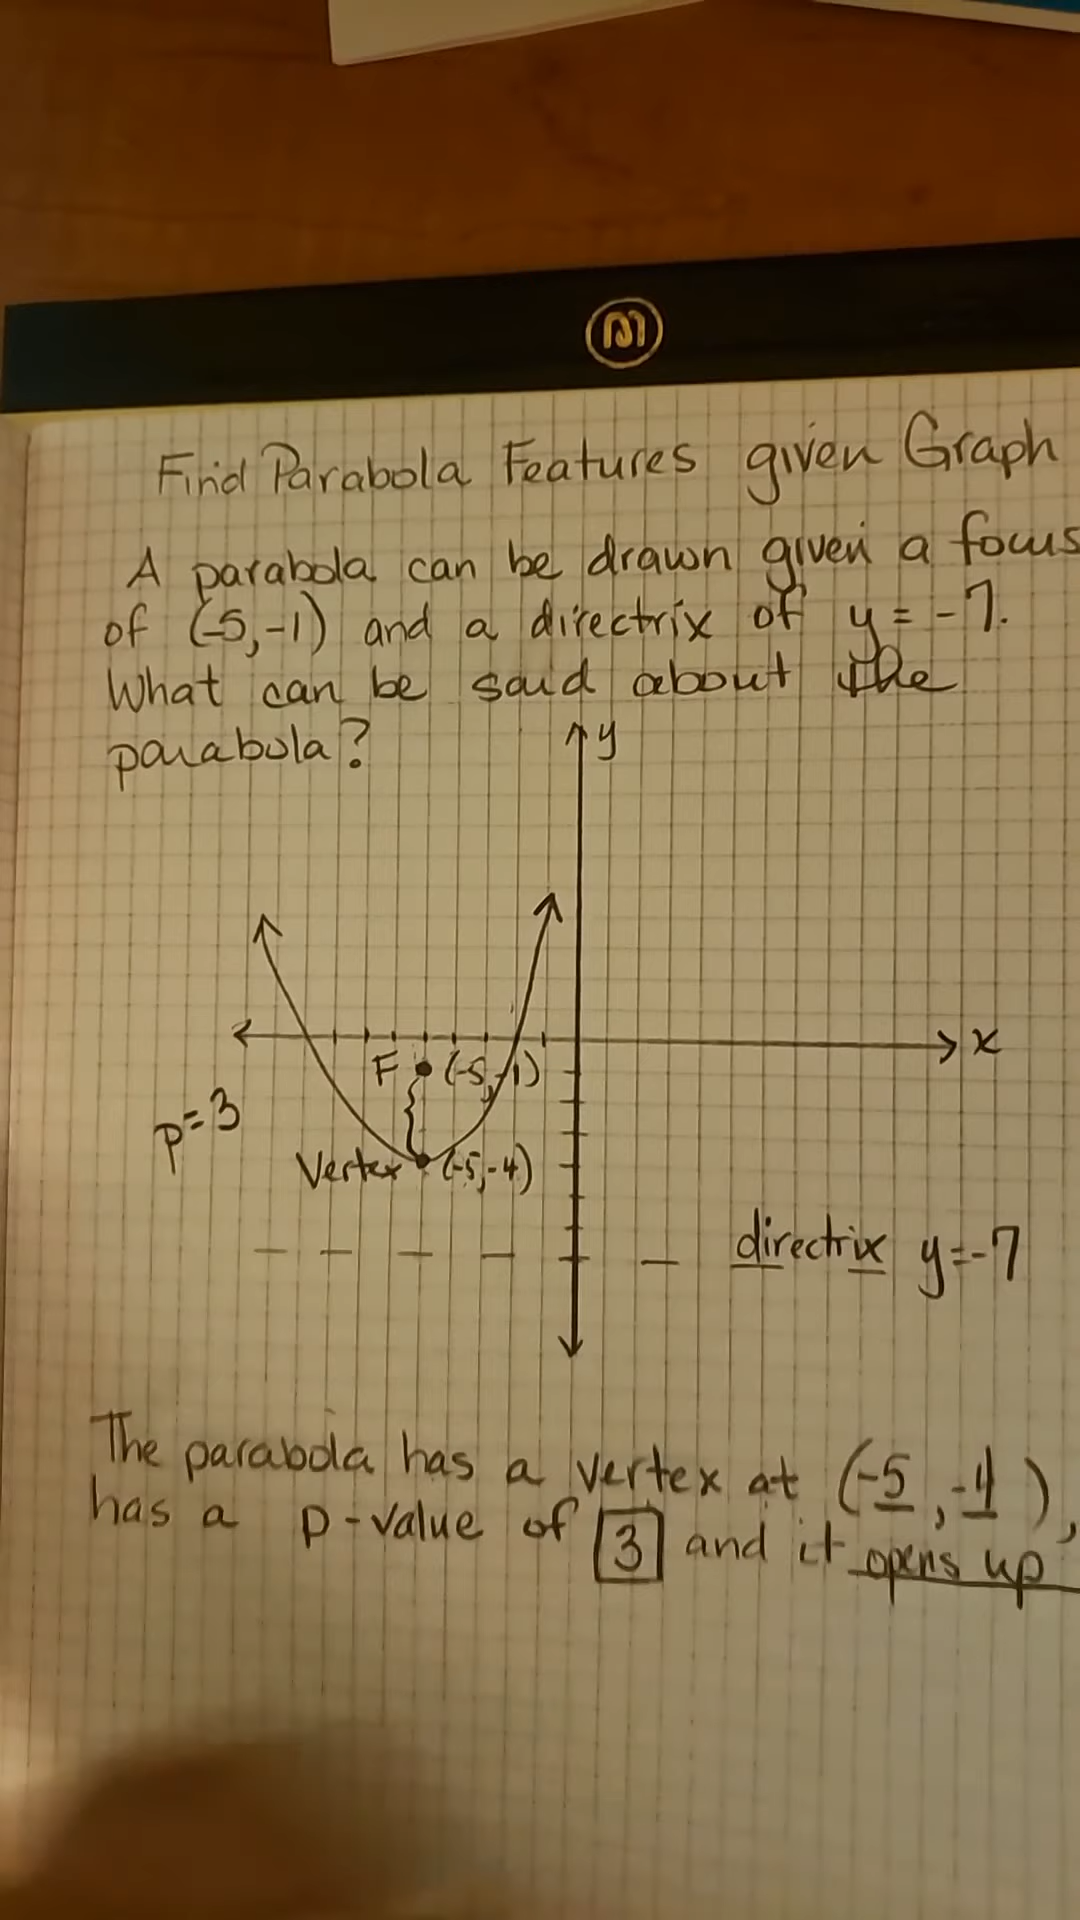 Find Parabola Features given Graph
A parabola can be drawn given a focus
of (-5,-1) and a directrix of y = -7.
What can be said about the
parabola?
y
x
F (-5,-1)
p=3
Vertex (-5,-4)
directrix y=-7
The parabola has a vertex at (-5,-4),
has a p-value of 3 and it opens up